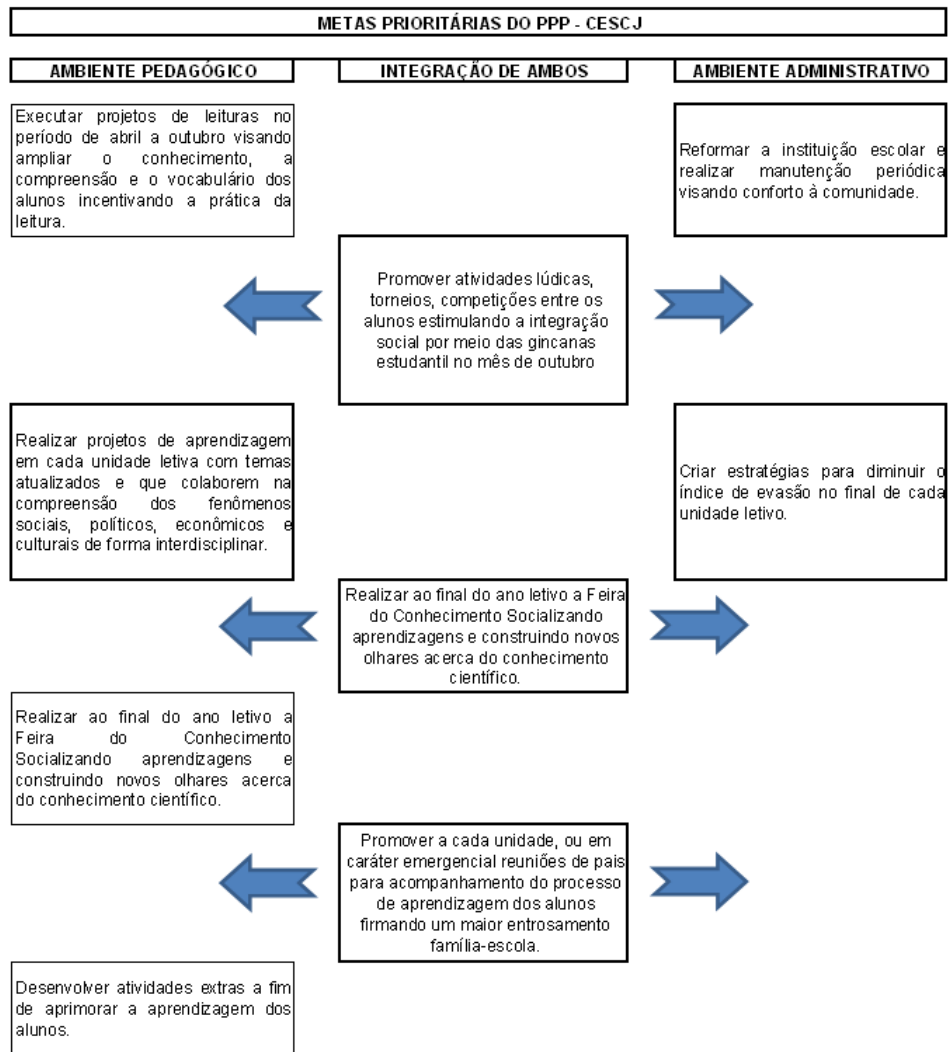 METAS PRIORITÁRIAS DO PPP - CESCJ
AMBIENTE PEDAGÓGICO
INTEGRAÇÃO DE AMBOS
AMBIENTE ADMINISTRATIVO
Executar projetos de leituras no
período de abril a outubro visando
ampliar o conhecimento, a
compreensão e o vocabulário dos
alunos incentivando a prática da
leitura.
Reformar a instituição escolar e
realizar manutenção periódica
visando conforto à comunidade.
Promover atividades lúdicas,
torneios, competições entre os
alunos estimulando a integração
social por meio das gincanas
estudantil no mês de outubro
Realizar projetos de aprendizagem
em cada unidade letiva com temas
atualizados e que colaborem na
compreensão dos fenômenos
sociais, políticos, econômicos e
culturais de forma interdisciplinar.
Criar estratégias para diminuir o
índice de evasão no final de cada
unidade letivo.
Realizar ao final do ano letivo a Feira
do Conhecimento Socializando
aprendizagens e construindo novos
olhares acerca do conhecimento
científico.
Realizar ao final do ano letivo a
Feira do Conhecimento
Socializando aprendizagens e
construindo novos olhares acerca
do conhecimento científico.
Promover a cada unidade, ou em
caráter emergencial reuniões de pais
para acompanhamento do processo
de aprendizagem dos alunos
firmando um maior entrosamento
família-escola.
Desenvolver atividades extras a fim
de aprimorar a aprendizagem dos
alunos.